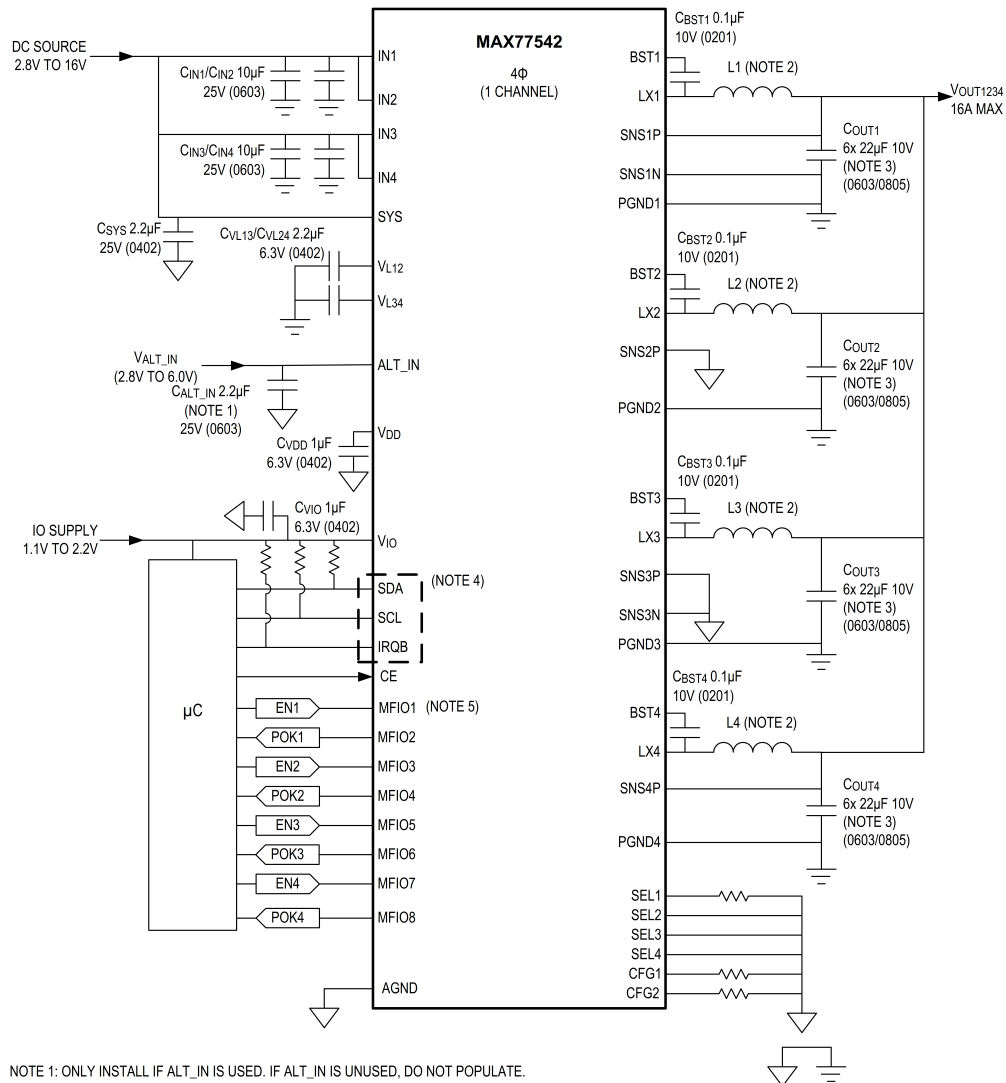 MAX77542
4Φ
(1 CHANNEL)
DC SOURCE
2.8V TO 16V
CIN1/CIN2 10µF
25V (0603)
CIN3/CIN4 10µF
25V (0603)
CSYS 2.2µF
25V (0402)
CVL13/CVL24 2.2µF
6.3V (0402)
VALT_IN
(2.8V TO 6.0V)
CALT_IN 2.2µF
(NOTE 1)
25V (0603)
CVDD 1µF
6.3V (0402)
CVIO 1µF
6.3V (0402)
IO SUPPLY
1.1V TO 2.2V
µC
EN1
POK1
EN2
POK2
EN3
POK3
EN4
POK4
IN1
IN2
IN3
IN4
SYS
VL12
VL34
ALT_IN
VDD
VIO
SDA
(NOTE 4)
SCL
IRQB
CE
MFIO1
(NOTE 5)
MFIO2
MFIO3
MFIO4
MFIO5
MFIO6
MFIO7
MFIO8
AGND
CBST1 0.1µF
10V (0201)
BST1
L1 (NOTE 2)
LX1
VOUT1234
16A MAX
SNS1P
COUT1
6x 22µF 10V
(NOTE 3)
(0603/0805)
SNS1N
PGND1
CBST2 0.1µF
10V (0201)
BST2
L2 (NOTE 2)
LX2
SNS2P
COUT2
6x 22µF 10V
(NOTE 3)
(0603/0805)
PGND2
CBST3 0.1µF
10V (0201)
BST3
L3 (NOTE 2)
LX3
SNS3P
COUT3
6x 22µF 10V
(NOTE 3)
(0603/0805)
SNS3N
PGND3
CBST4 0.1µF
10V (0201)
BST4
L4 (NOTE 2)
LX4
SNS4P
COUT4
6x 22µF 10V
(NOTE 3)
(0603/0805)
PGND4
SEL1
SEL2
SEL3
SEL4
CFG1
CFG2
NOTE 1: ONLY INSTALL IF ALT_IN IS USED. IF ALT_IN IS UNUSED, DO NOT POPULATE.